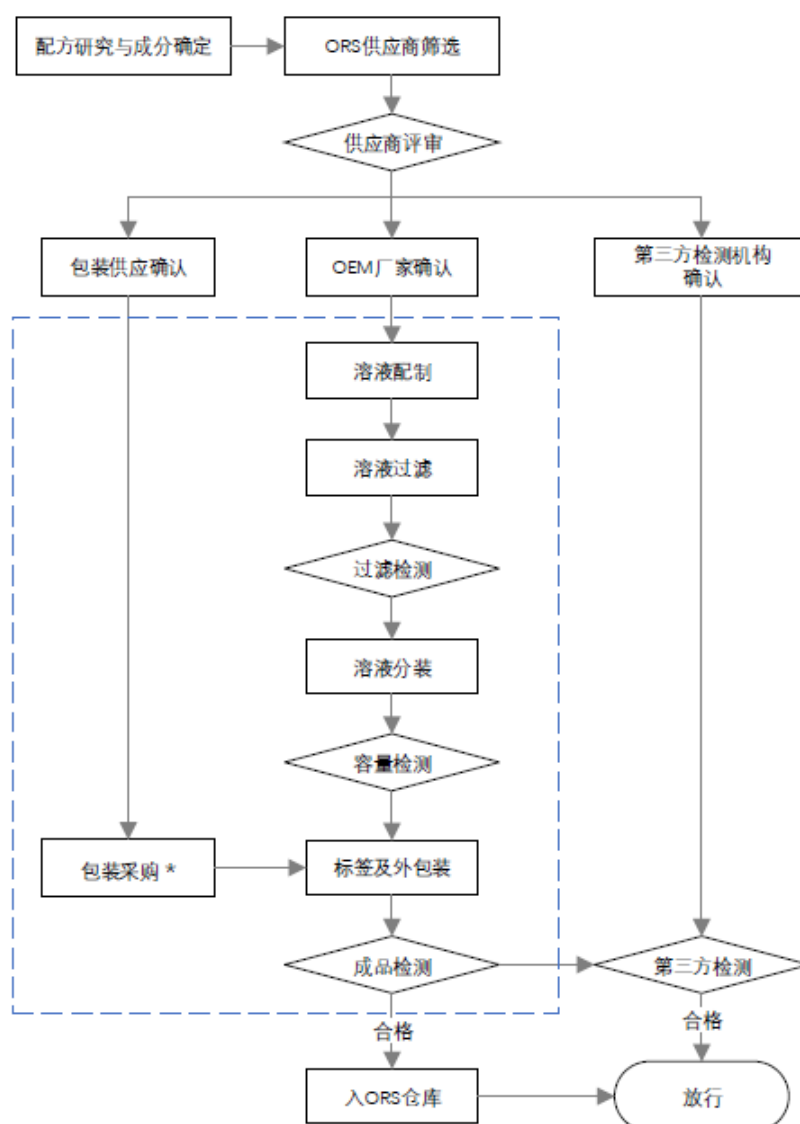 配方研究与成分确定
ORS供应商筛选
供应商评审
包装供应确认
OEM厂家确认
第三方检测机构
确认
溶液配制
溶液过滤
过滤检测
溶液分装
容量检测
包装采购 *
标签及外包装
成品检测
第三方检测
合格
合格
入ORS仓库
放行